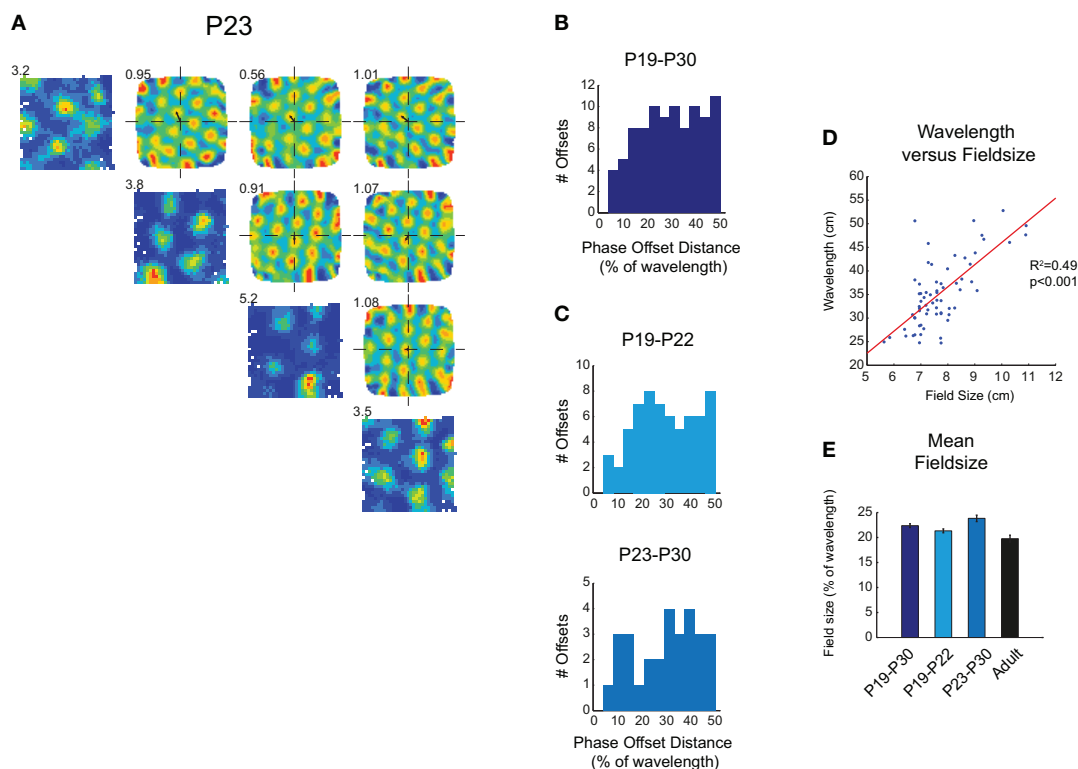 A
P23
3.2
0.95
0.56
1.01
3.8
0.91
1.07
5.2
1.08
3.5
B
P19-P30
12
10
8
6
4
2
0
# Offsets
0 10 20 30 40 50
Phase Offset Distance
(% of wavelength)
C
P19-P22
10
8
6
4
2
0
# Offsets
0 10 20 30 40 50
P23-P30
5
4
3
2
1
0
# Offsets
0 10 20 30 40 50
Phase Offset Distance
(% of wavelength)
D
Wavelength
versus Fieldsize
60
55
50
45
40
35
30
25
20
Wavelength (cm)
R²=0.49
p<0.001
5 6 7 8 9 10 11 12
Field Size (cm)
E
Mean
Fieldsize
25
20
15
10
5
0
Field size (% of wavelength)
P19-P30
P19-P22
P23-P30
Adult